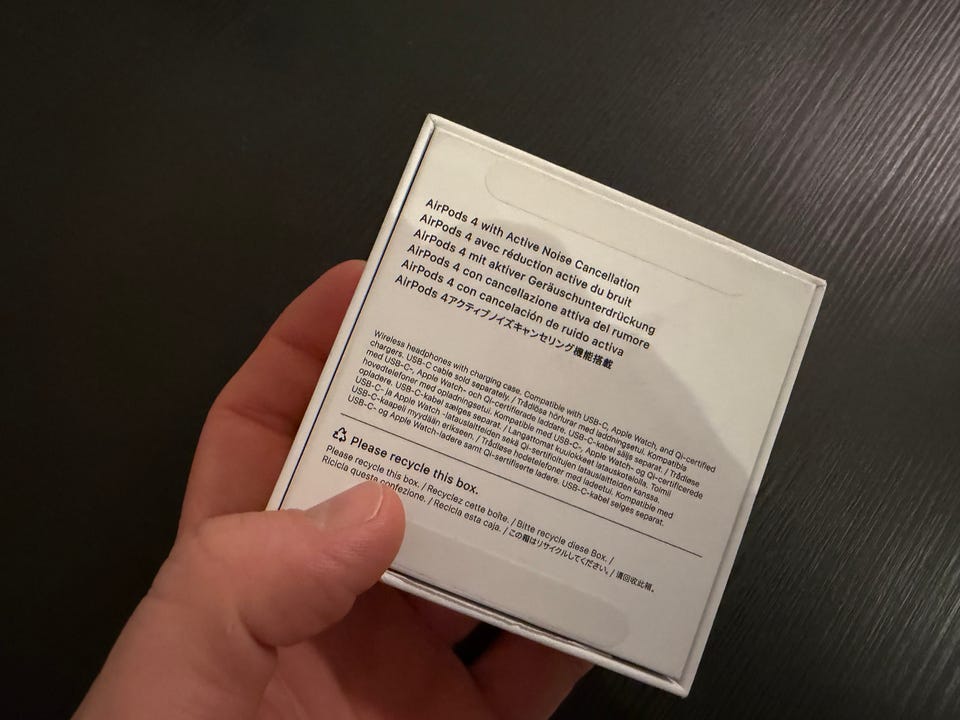 AirPods 4 with Active Noise Cancellation
AirPods 4 avec réduction active du bruit
AirPods 4 mit aktiver Geräuschunterdrückung
AirPods 4 con cancellazione attiva del rumore
AirPods 4 con cancelación de ruido activa
AirPods 4アクティブノイズキャンセリング機能搭載
Wireless headphones with charging case. Compatible with USB-C, Apple Watch, and Qi-certified
chargers. USB-C cable sold separately. / Trådlösa hörlurar med laddningsetui. Kompatibla
med USB-C-, Apple Watch- och Qi-certifierade laddare. USB-C-kabel säljs separat. / Trådløse
hovedtelefoner med opladningsetui. Kompatible med USB-C-, Apple Watch- og Qi-certificerede
opladere. USB-C-kabel sælges separat. / Langattomat kuulokkeet latauskotelolla. Toimii
USB-C- ja Apple Watch -latauslaitteiden sekä Qi-sertifioitujen latauslaitteiden kanssa.
USB-C-kaapeli myydään erikseen. / Trådløse hodetelefoner med ladeetui. Kompatible med
USB-C- og Apple Watch-ladere samt Qi-sertifiserte ladere. USB-C-kabel selges separat.
Please recycle this box.
Please recycle this box. / Recyclez cette boîte. / Bitte recycle diese Box. /
Ricicla questa confezione. / Recicla esta caja. / この箱はリサイクルしてください。/ 请回收此箱。